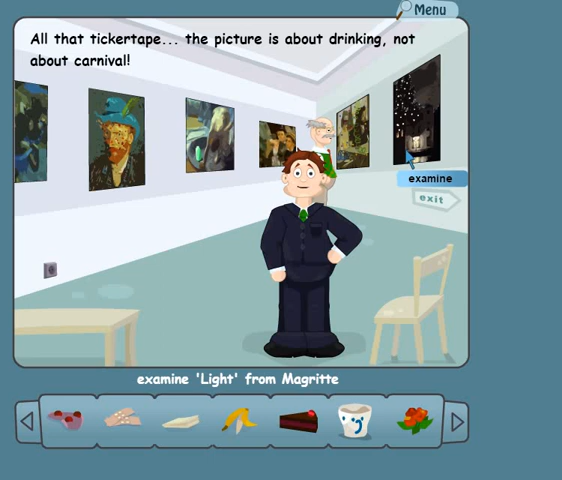 Menu
All that tickertape... the picture is about drinking, not
about carnival!
examine
exit
examine 'Light' from Magritte